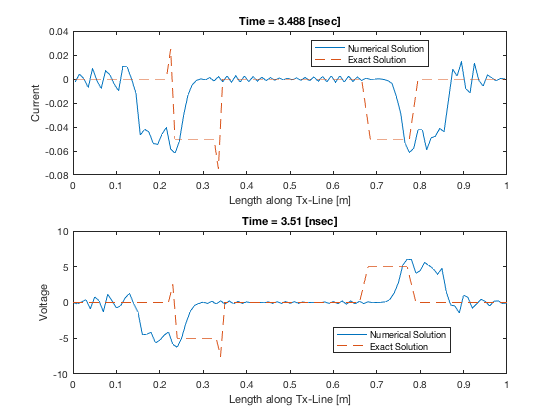 Time = 3.488 [nsec]
0.04
0.02
0
-0.02
-0.04
-0.06
-0.08
Current
Numerical Solution
Exact Solution
0 0.1 0.2 0.3 0.4 0.5 0.6 0.7 0.8 0.9 1
Length along Tx-Line [m]
Time = 3.51 [nsec]
10
5
0
-5
-10
Voltage
Numerical Solution
Exact Solution
0 0.1 0.2 0.3 0.4 0.5 0.6 0.7 0.8 0.9 1
Length along Tx-Line [m]